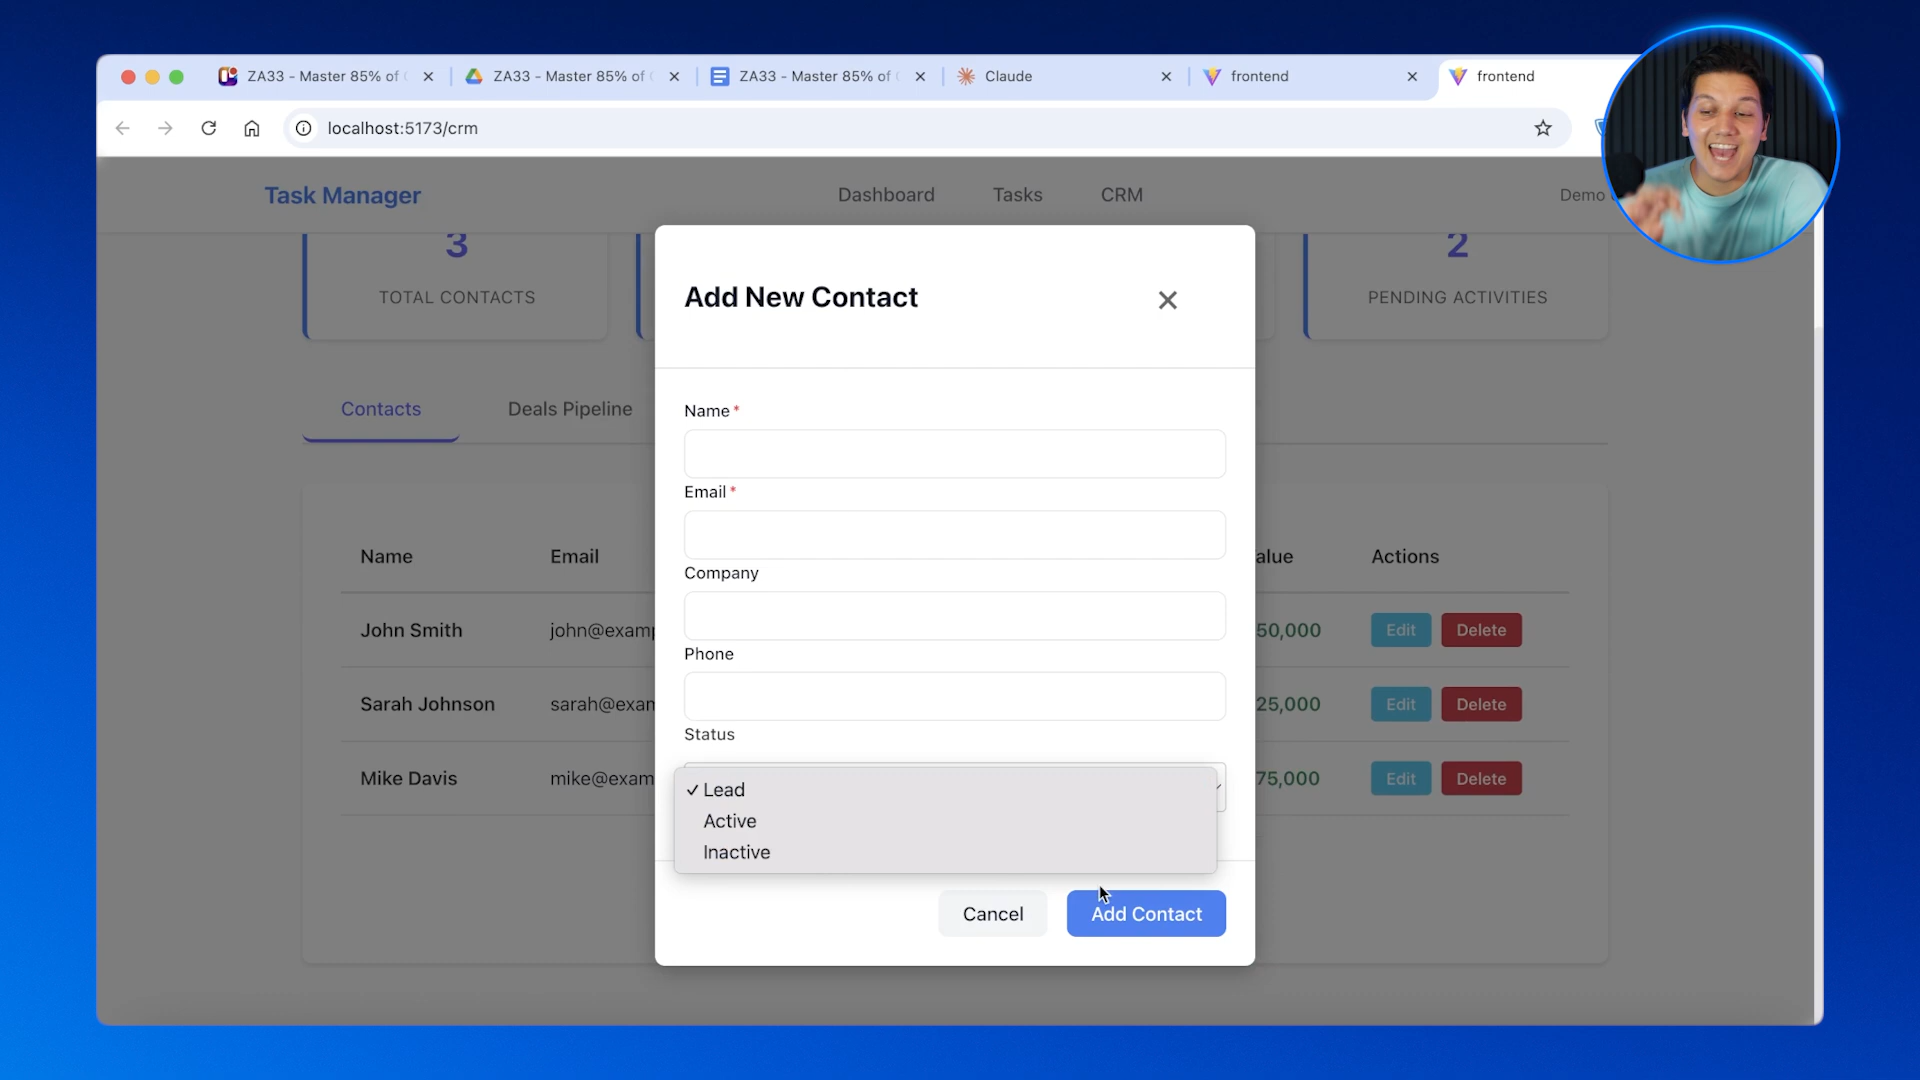 ZA33 - Master 85% of
ZA33 - Master 85% of
ZA33 - Master 85% of
Claude
frontend
frontend
localhost:5173/crm
Task Manager
Dashboard
Tasks
CRM
Demo
3
TOTAL CONTACTS
2
PENDING ACTIVITIES
Contacts
Deals Pipeline
Add New Contact
Name *
Email *
Company
Phone
Status
✓ Lead
Active
Inactive
Cancel
Add Contact
Name
Email
alue
Actions
John Smith
john@examp
50,000
Edit
Delete
Sarah Johnson
sarah@exam
25,000
Edit
Delete
Mike Davis
mike@exam
75,000
Edit
Delete